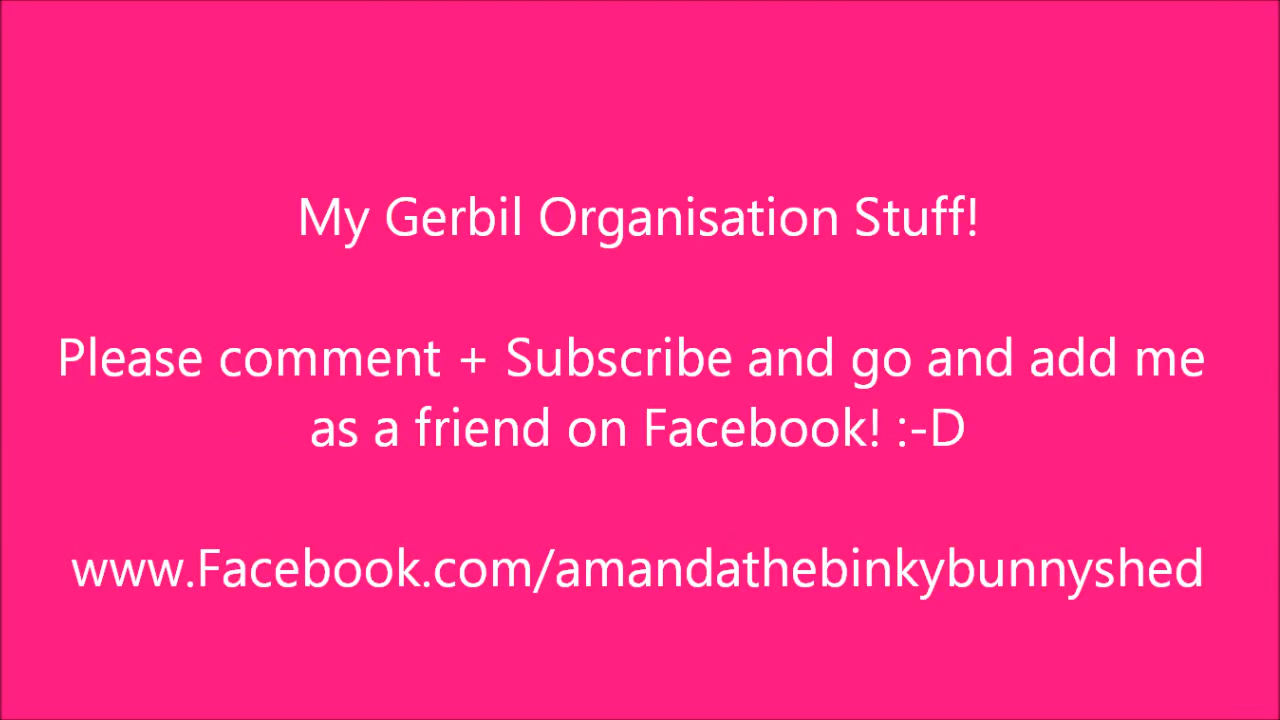 My Gerbil Organisation Stuff!
Please comment + Subscribe and go and add me
as a friend on Facebook! :-D
www.Facebook.com/amandathebinkybunnyshed